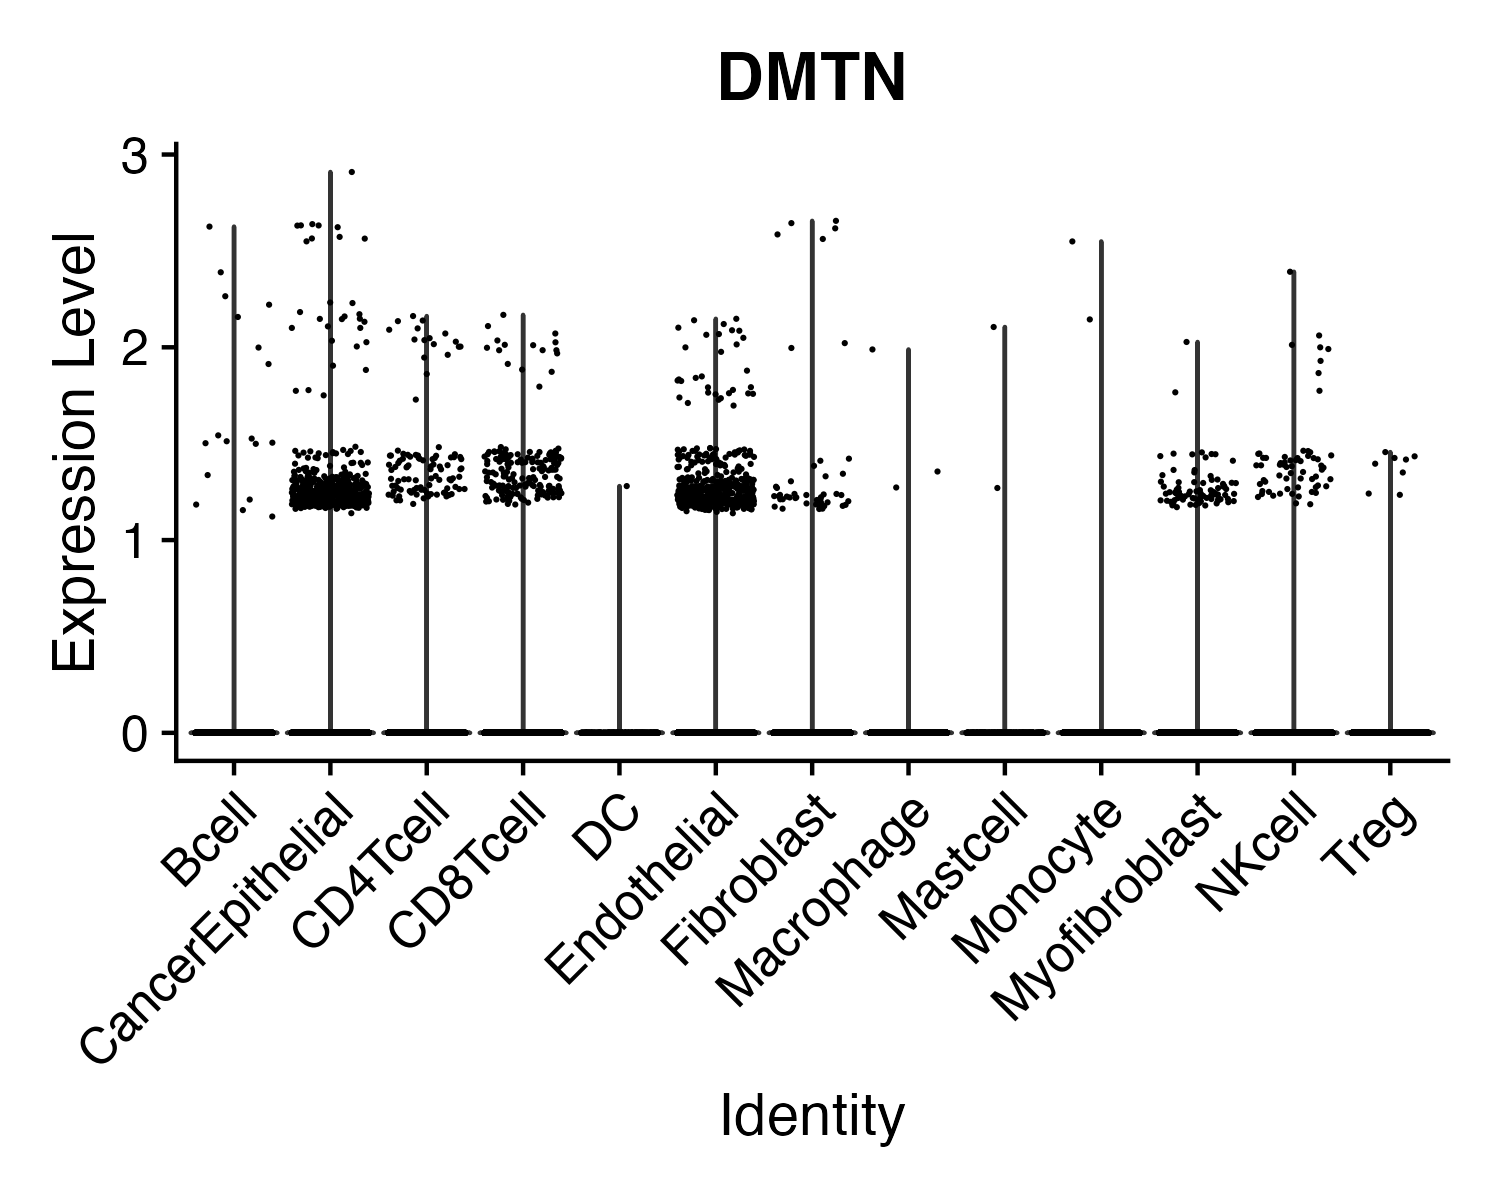 DMTN
Expression Level
3
2
1
0
Bcell
CancerEpithelial
CD4Tcell
CD8Tcell
DC
Endothelial
Fibroblast
Macrophage
Mastcell
Monocyte
Myofibroblast
NKcell
Treg
Identity